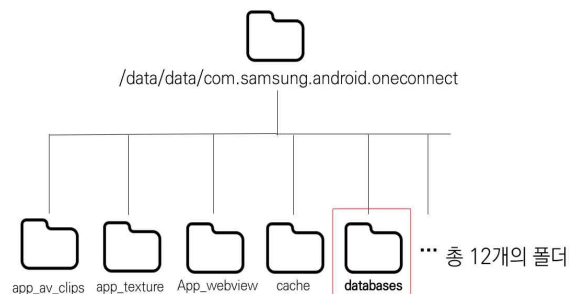 /data/data/com.samsung.android.oneconnect
... 총 12개의 폴더
app_av_clips app_texture App_webview cache databases